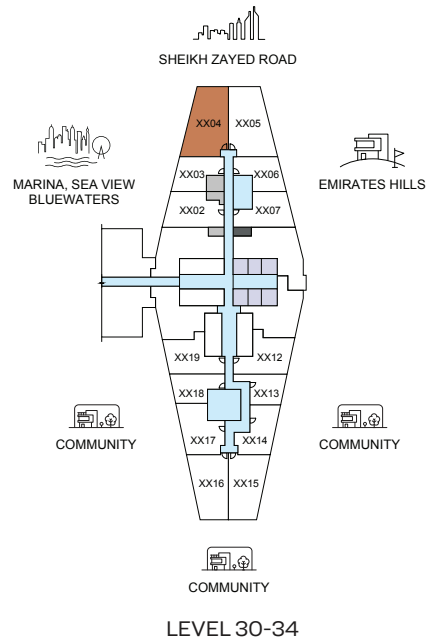 SHEIKH ZAYED ROAD
XX04
XX05
MARINA, SEA VIEW
BLUEWATERS
XX03
XX06
EMIRATES HILLS
XX02
XX07
XX19
XX12
XX18
XX13
COMMUNITY
XX17
XX14
COMMUNITY
XX16
XX15
COMMUNITY
LEVEL 30-34